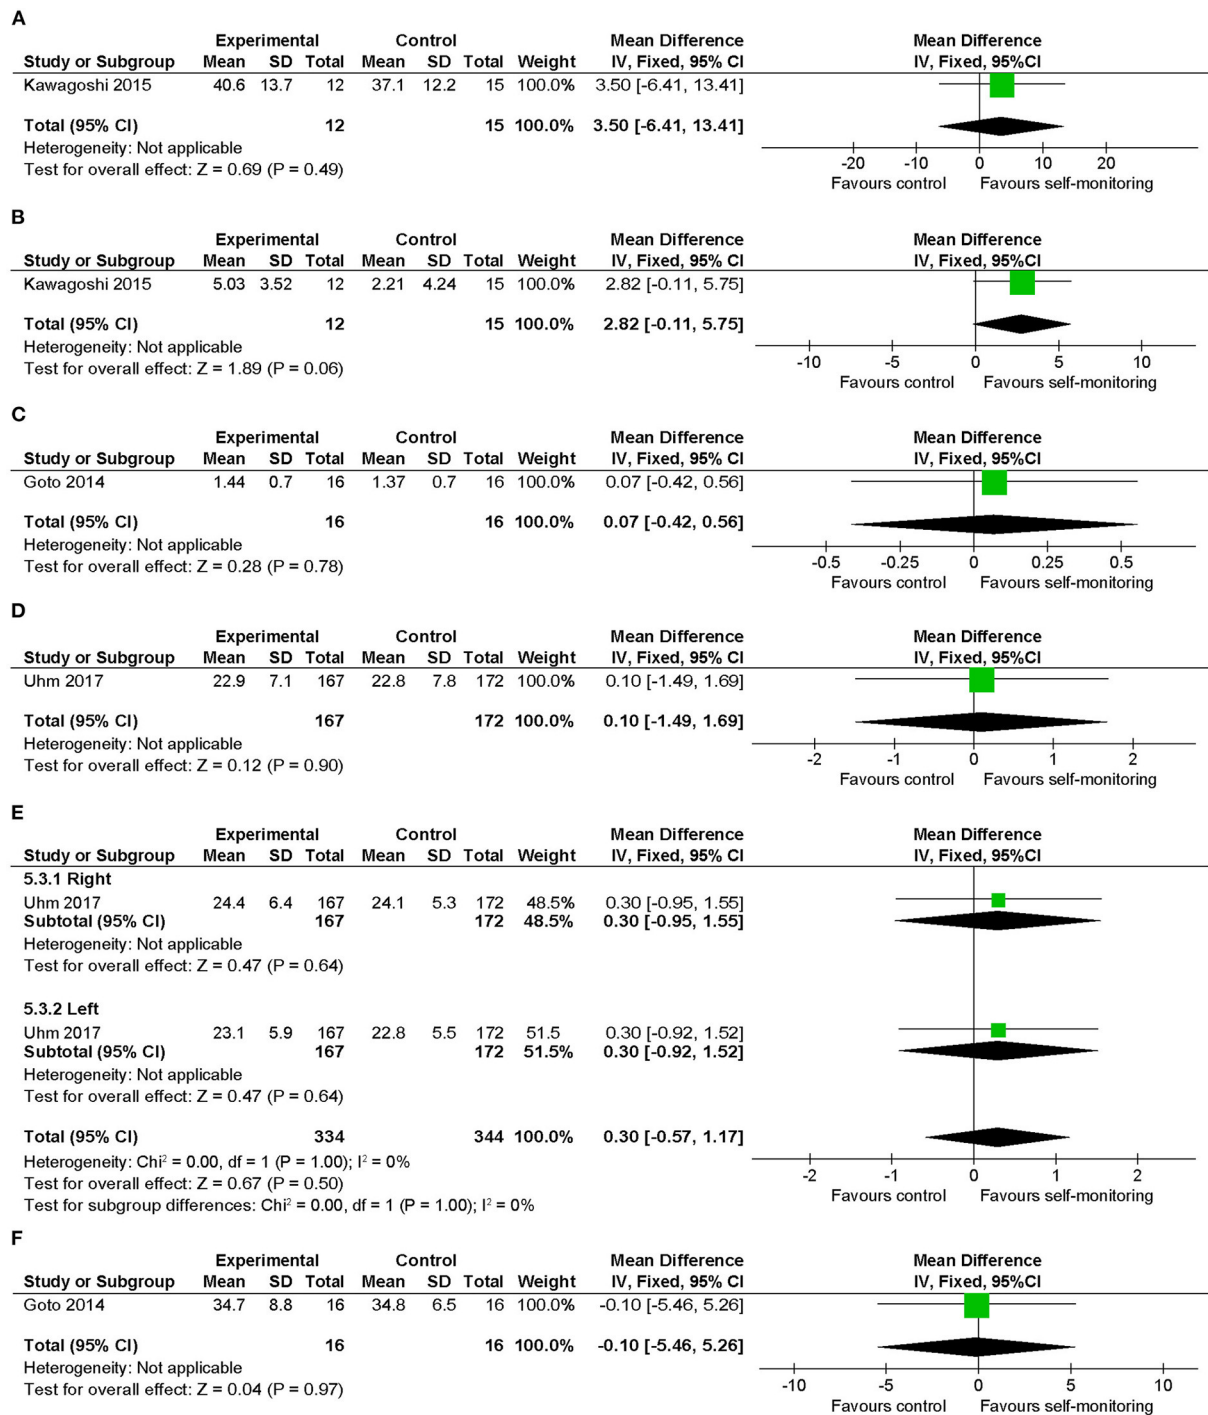 A
Experimental Control Mean Difference Mean Difference
Study or Subgroup Mean SD Total Mean SD Total Weight IV, Fixed, 95% CI IV, Fixed, 95%CI
Kawagoshi 2015 40.6 13.7 12 37.1 12.2 15 100.0% 3.50 [-6.41, 13.41]
Total (95% CI) 12 15 100.0% 3.50 [-6.41, 13.41]
Heterogeneity: Not applicable
Test for overall effect: Z = 0.69 (P = 0.49)
-20 -10 0 10 20
Favours control Favours self-monitoring
B
Experimental Control Mean Difference Mean Difference
Study or Subgroup Mean SD Total Mean SD Total Weight IV, Fixed, 95% CI IV, Fixed, 95%CI
Kawagoshi 2015 5.03 3.52 12 2.21 4.24 15 100.0% 2.82 [-0.11, 5.75]
Total (95% CI) 12 15 100.0% 2.82 [-0.11, 5.75]
Heterogeneity: Not applicable
Test for overall effect: Z = 1.89 (P = 0.06)
-10 -5 0 5 10
Favours control Favours self-monitoring
C
Experimental Control Mean Difference Mean Difference
Study or Subgroup Mean SD Total Mean SD Total Weight IV, Fixed, 95% CI IV, Fixed, 95%CI
Goto 2014 1.44 0.7 16 1.37 0.7 16 100.0% 0.07 [-0.42, 0.56]
Total (95% CI) 16 16 100.0% 0.07 [-0.42, 0.56]
Heterogeneity: Not applicable
Test for overall effect: Z = 0.28 (P = 0.78)
-0.5 -0.25 0 0.25 0.5
Favours control Favours self-monitoring
D
Experimental Control Mean Difference Mean Difference
Study or Subgroup Mean SD Total Mean SD Total Weight IV, Fixed, 95% CI IV, Fixed, 95%CI
Uhm 2017 22.9 7.1 167 22.8 7.8 172 100.0% 0.10 [-1.49, 1.69]
Total (95% CI) 167 172 100.0% 0.10 [-1.49, 1.69]
Heterogeneity: Not applicable
Test for overall effect: Z = 0.12 (P = 0.90)
-2 -1 0 1 2
Favours control Favours self-monitoring
E
Experimental Control Mean Difference Mean Difference
Study or Subgroup Mean SD Total Mean SD Total Weight IV, Fixed, 95% CI IV, Fixed, 95%CI
5.3.1 Right
Uhm 2017 24.4 6.4 167 24.1 5.3 172 48.5% 0.30 [-0.95, 1.55]
Subtotal (95% CI) 167 172 48.5% 0.30 [-0.95, 1.55]
Heterogeneity: Not applicable
Test for overall effect: Z = 0.47 (P = 0.64)
5.3.2 Left
Uhm 2017 23.1 5.9 167 22.8 5.5 172 51.5 0.30 [-0.92, 1.52]
Subtotal (95% CI) 167 172 51.5% 0.30 [-0.92, 1.52]
Heterogeneity: Not applicable
Test for overall effect: Z = 0.47 (P = 0.64)
Total (95% CI) 334 344 100.0% 0.30 [-0.57, 1.17]
Heterogeneity: Chi² = 0.00, df = 1 (P = 1.00); I² = 0%
Test for overall effect: Z = 0.67 (P = 0.50)
Test for subgroup differences: Chi² = 0.00, df = 1 (P = 1.00); I² = 0%
-2 -1 0 1 2
Favours control Favours self-monitoring
F
Experimental Control Mean Difference Mean Difference
Study or Subgroup Mean SD Total Mean SD Total Weight IV, Fixed, 95% CI IV, Fixed, 95%CI
Goto 2014 34.7 8.8 16 34.8 6.5 16 100.0% -0.10 [-5.46, 5.26]
Total (95% CI) 16 16 100.0% -0.10 [-5.46, 5.26]
Heterogeneity: Not applicable
Test for overall effect: Z = 0.04 (P = 0.97)
-10 -5 0 5 10
Favours control Favours self-monitoring